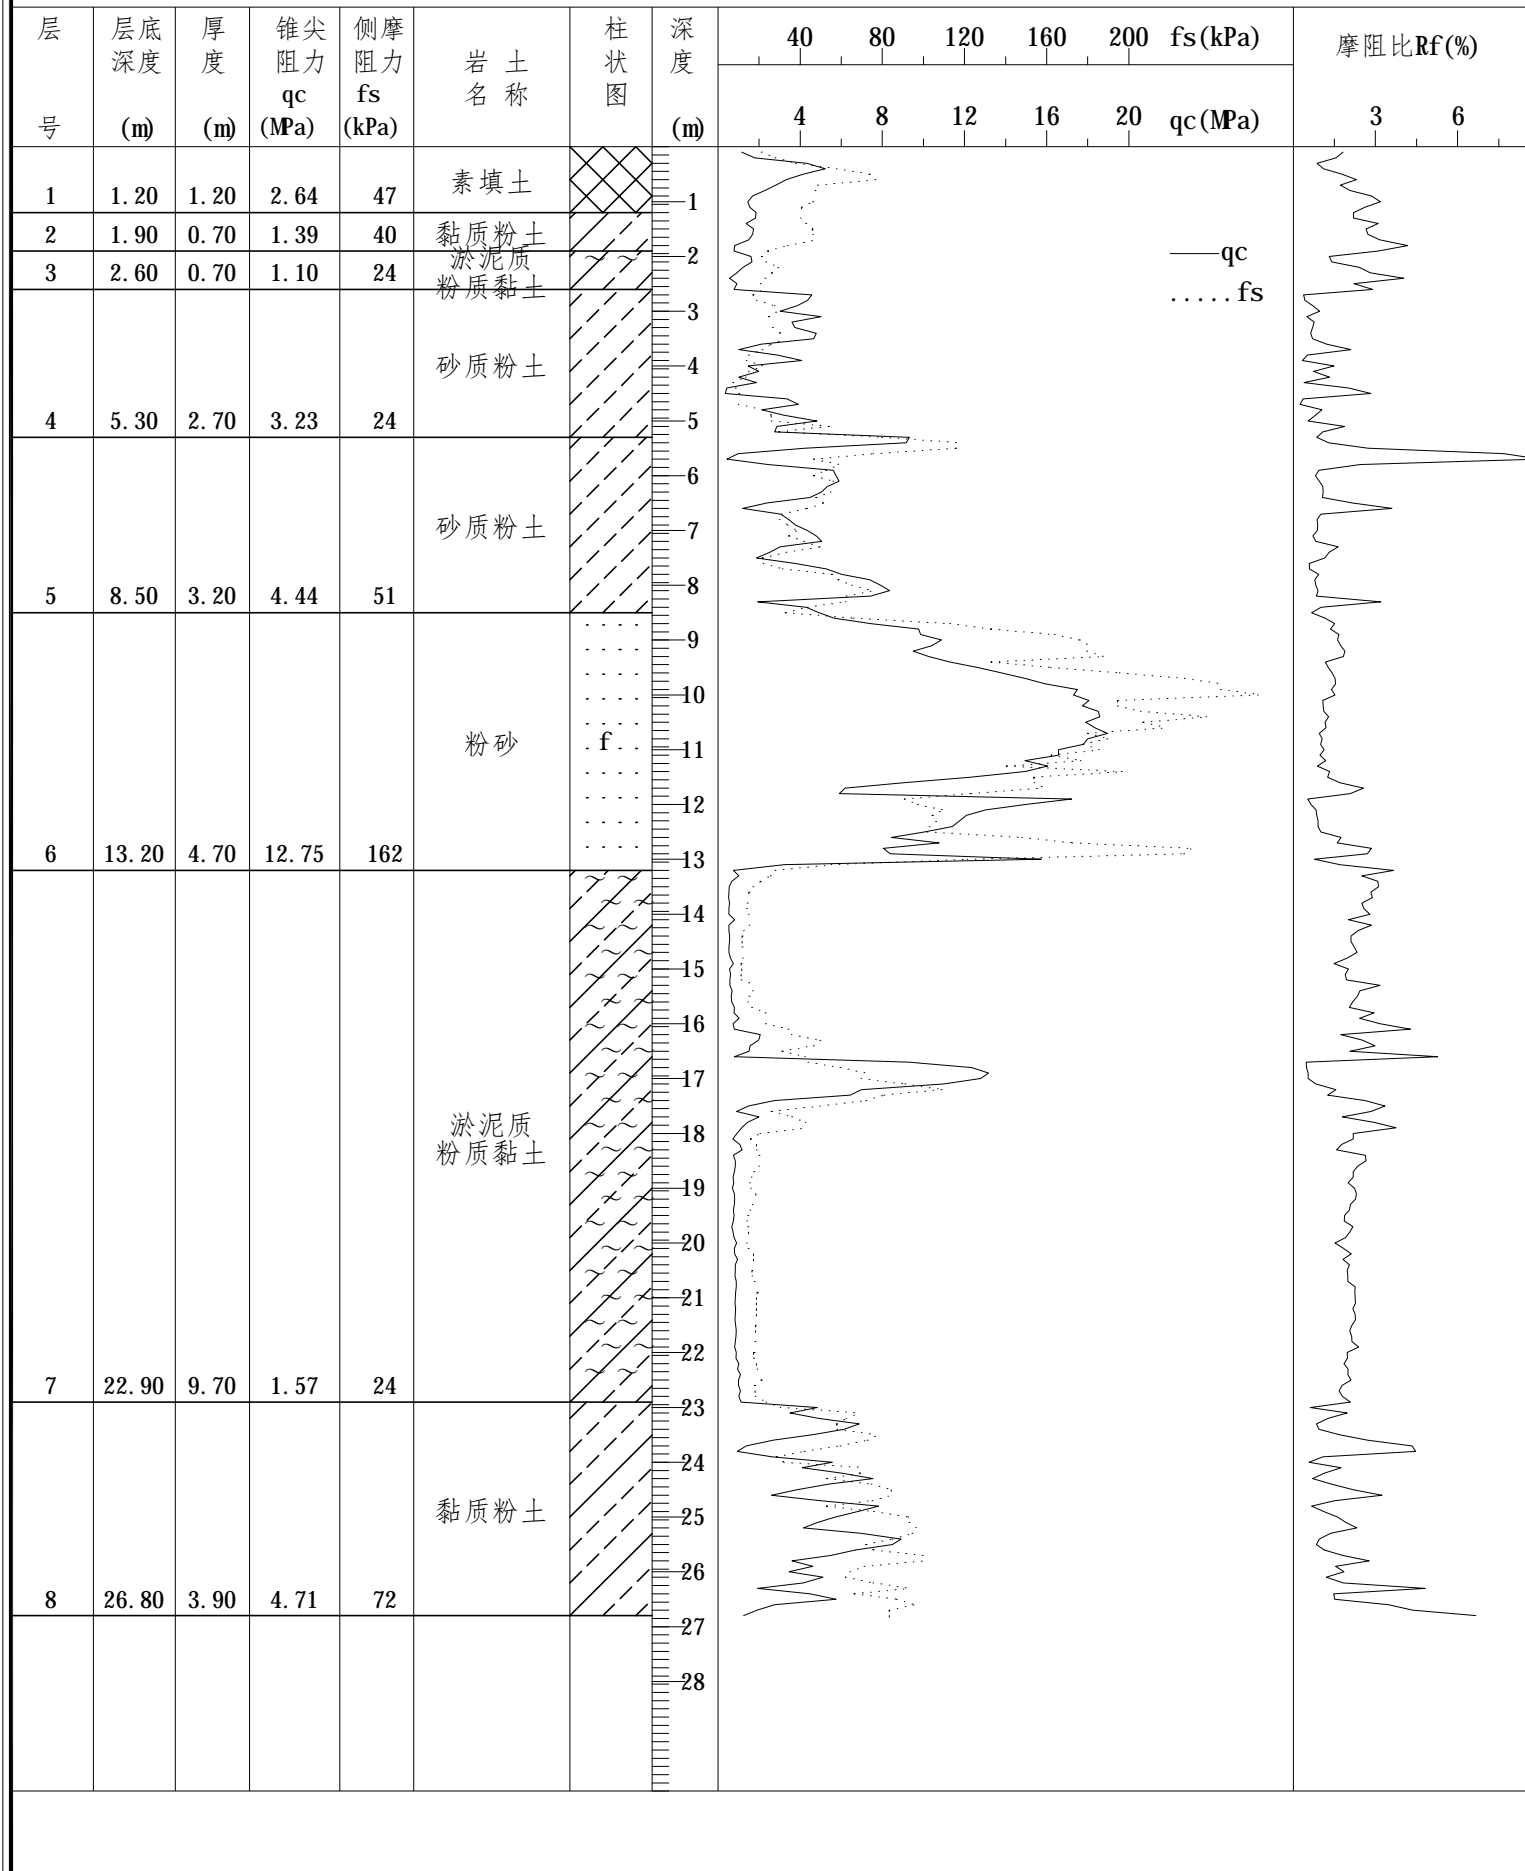 层号
层底深度(m)
厚度(m)
锥尖阻力qc(MPa)
侧摩阻力fs(kPa)
岩土名称
柱状图
深度(m)
40 80 120 160 200 fs(kPa)
4 8 12 16 20 qc(MPa)
摩阻比Rf(%)
3 6
素填土
1 1.20 1.20 2.64 47
2 1.90 0.70 1.39 40 黏质粉土
淤泥质
粉质黏土
3 2.60 0.70 1.10 24
砂质粉土
4 5.30 2.70 3.23 24
砂质粉土
5 8.50 3.20 4.44 51
粉砂
f
6 13.20 4.70 12.75 162
淤泥质
粉质黏土
7 22.90 9.70 1.57 24
黏质粉土
8 26.80 3.90 4.71 72
1
2
3
4
5
6
7
8
9
10
11
12
13
14
15
16
17
18
19
20
21
22
23
24
25
26
27
28
——qc
.....fs